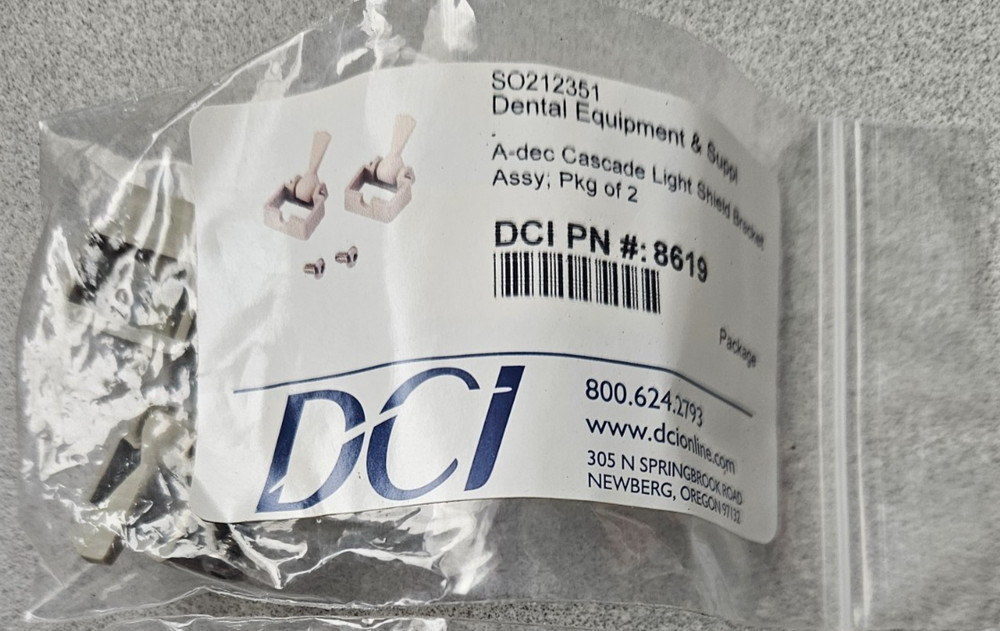 SO212351
Dental Equipment & Suppl
A-dec Cascade Light Shield Bracket
Assy; Pkg of 2
DCI PN #: 8619
Package
DCI
800.624.2793
www.dcionline.com
305 N SPRINGBROOK ROAD
NEWBERG, OREGON 97132